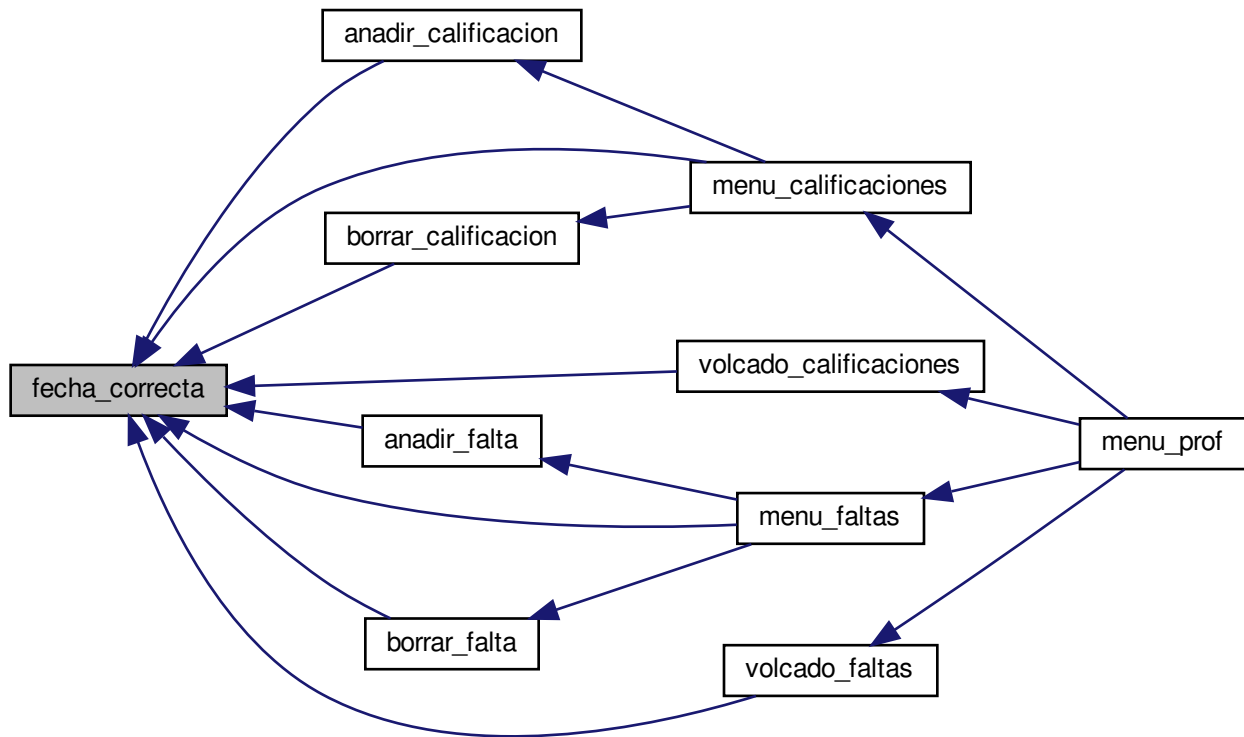 anadir_calificacion
menu_calificaciones
borrar_calificacion
volcado_calificaciones
fecha_correcta
anadir_falta
menu_prof
menu_faltas
borrar_falta
volcado_faltas